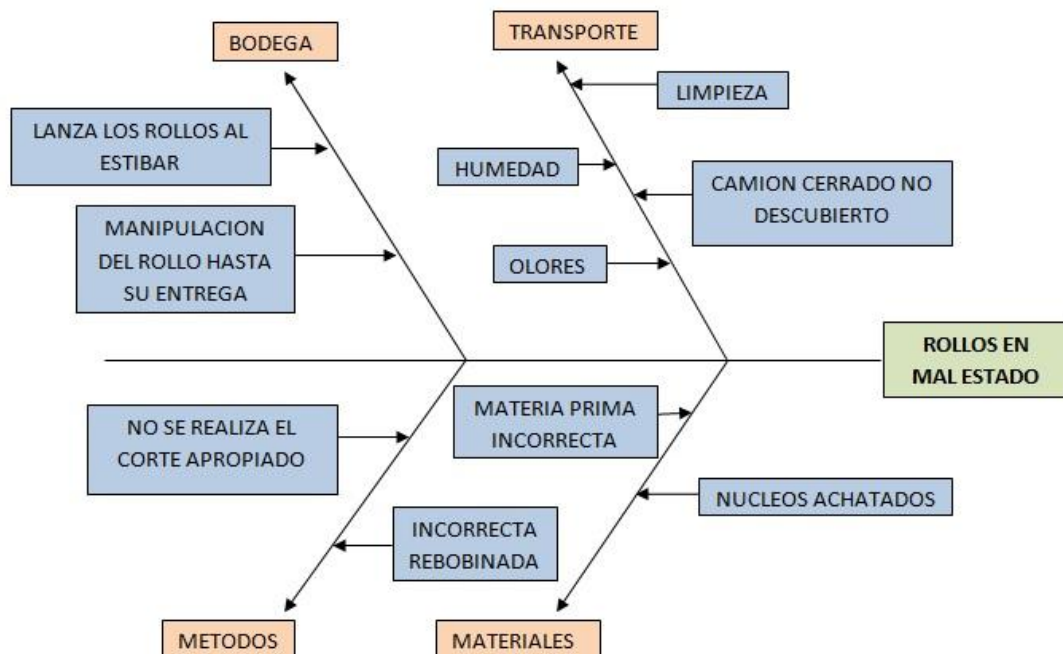 BODEGA
TRANSPORTE
LIMPIEZA
LANZA LOS ROLLOS AL
ESTIBAR
HUMEDAD
CAMION CERRADO NO
DESCUBIERTO
MANIPULACION
DEL ROLLO HASTA
SU ENTREGA
OLORES
ROLLOS EN
MAL ESTADO
NO SE REALIZA EL
CORTE APROPIADO
MATERIA PRIMA
INCORRECTA
NUCLEOS ACHATADOS
INCORRECTA
REBOBINADA
METODOS
MATERIALES